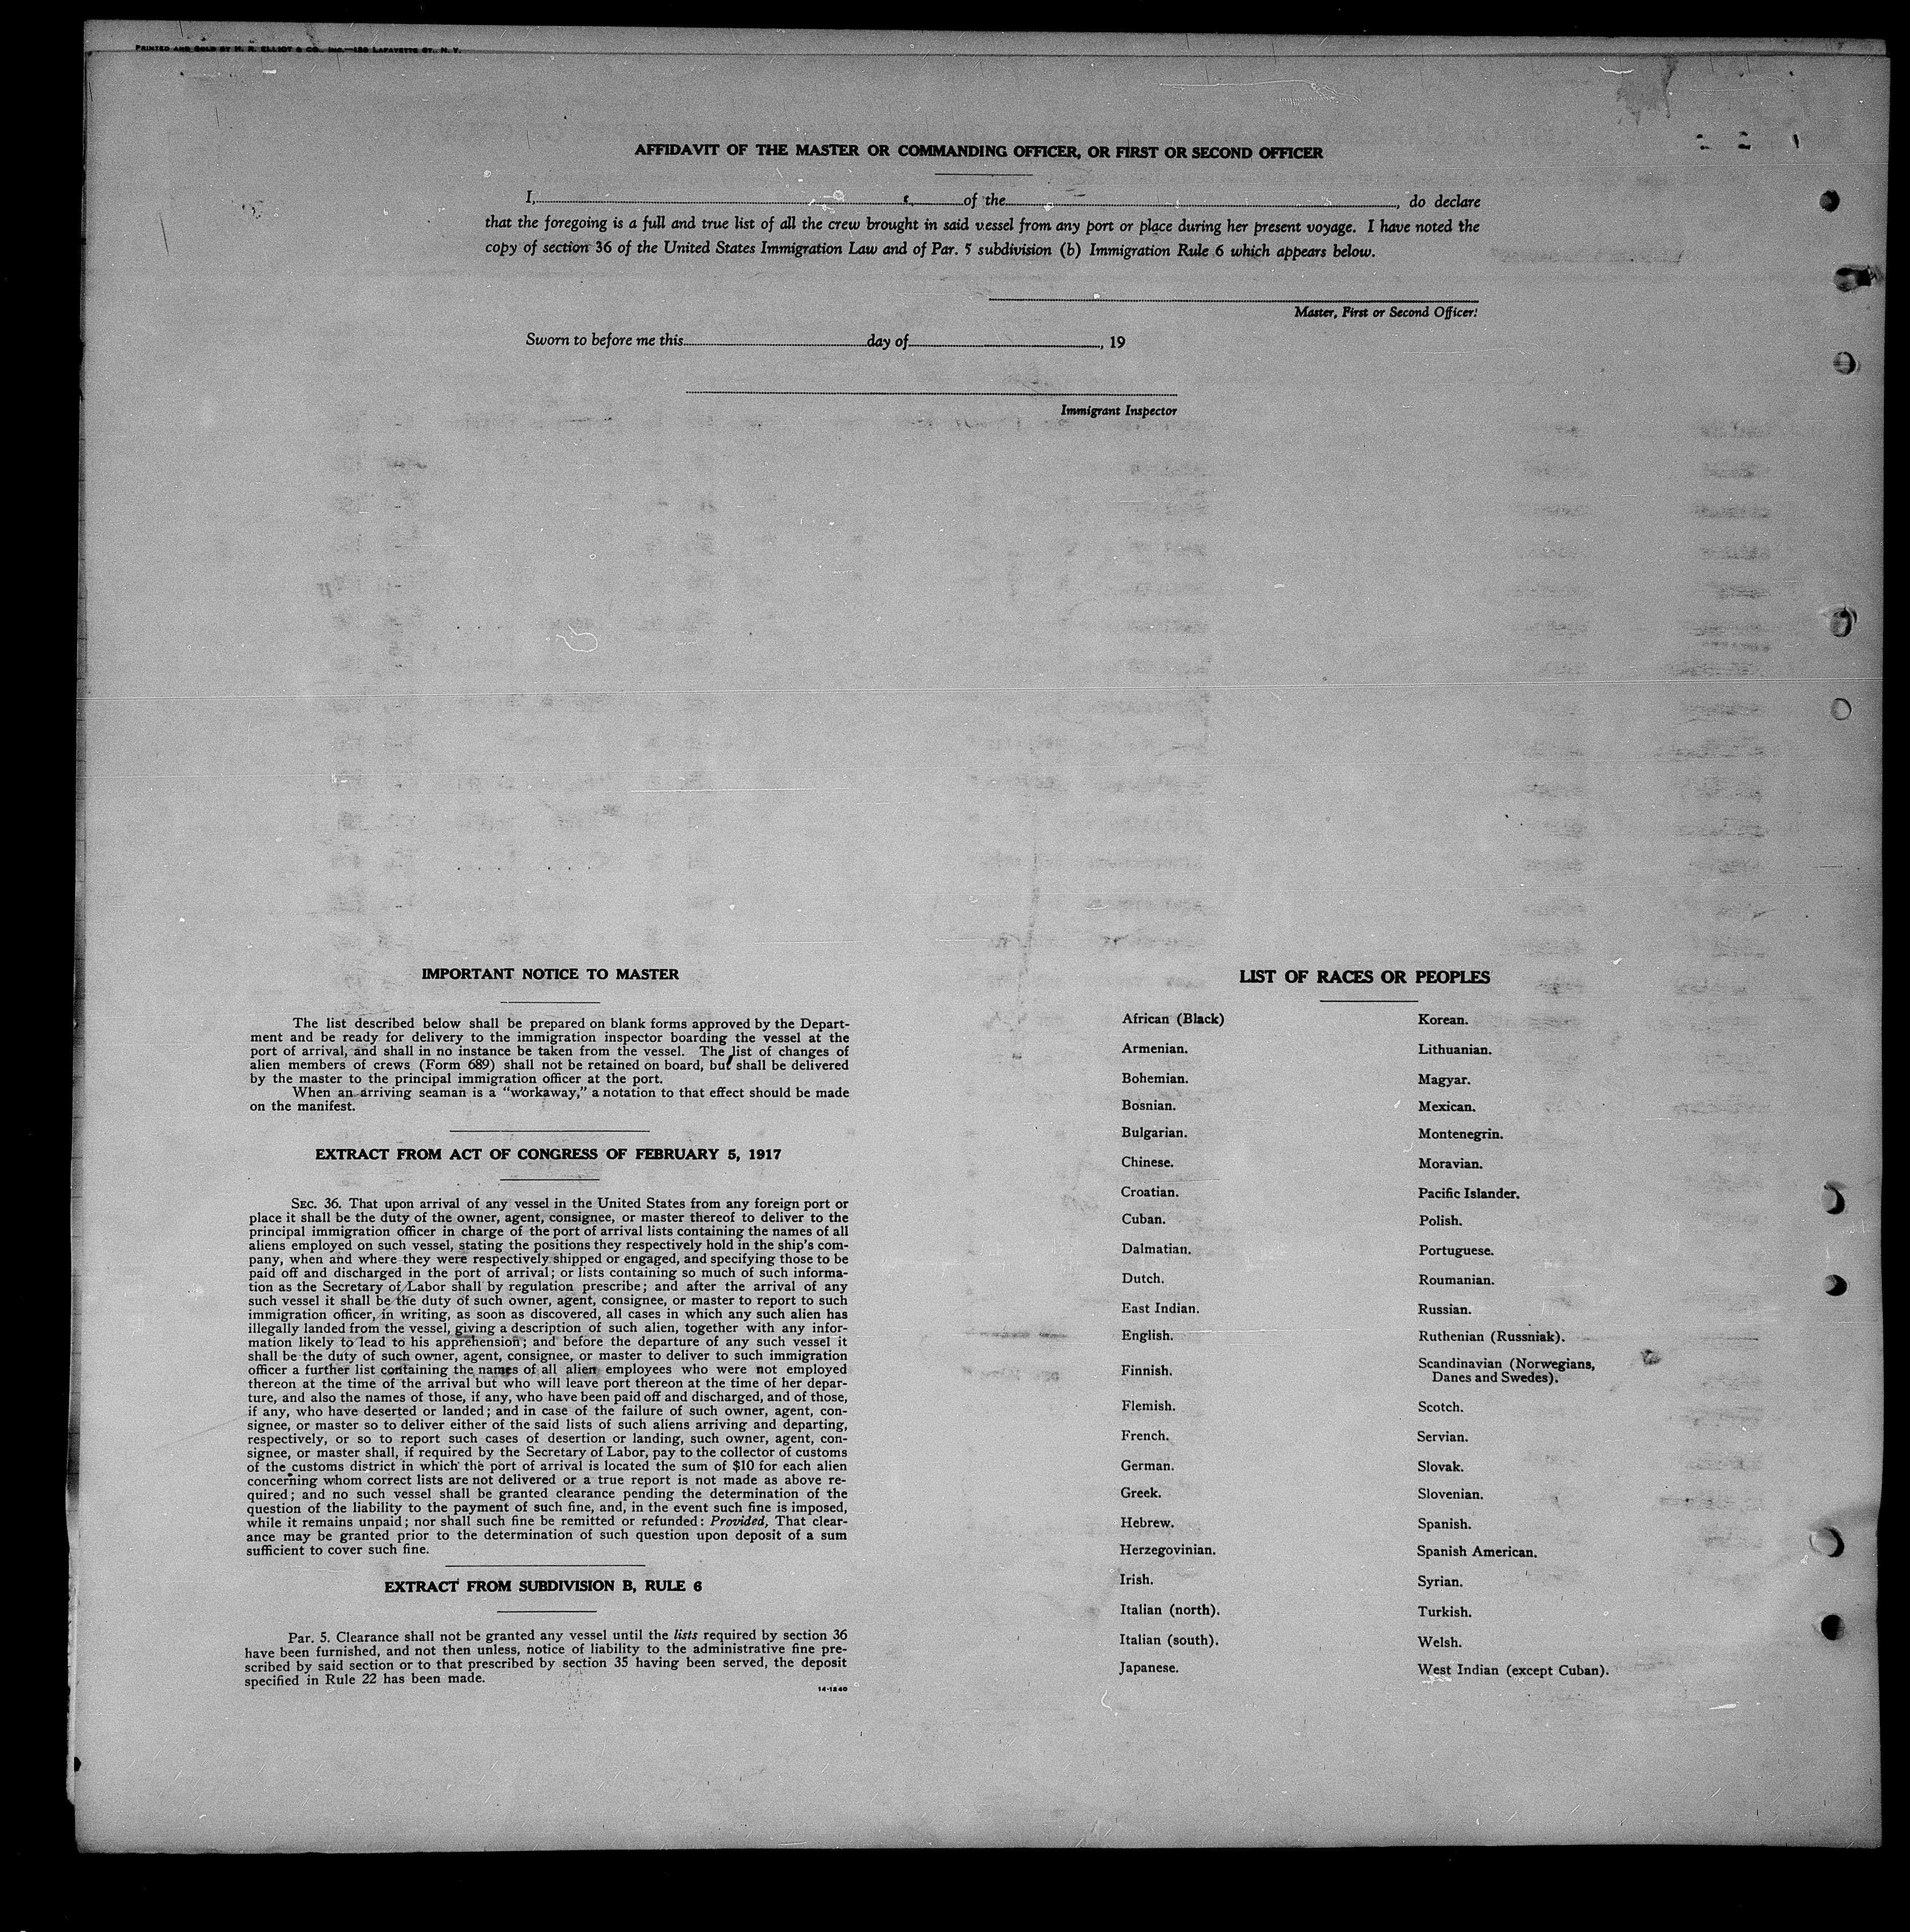 PRINTED AND SOLD BY H. R. ELLIOT & CO., INC.—120 LAFAYETTE ST., N. Y.
AFFIDAVIT OF THE MASTER OR COMMANDING OFFICER, OR FIRST OR SECOND OFFICER
I, of the , do declare
that the foregoing is a full and true list of all the crew brought in said vessel from any port or place during her present voyage. I have noted the
copy of section 36 of the United States Immigration Law and of Par. 5 subdivision (b) Immigration Rule 6 which appears below.
Master, First or Second Officer.
Sworn to before me this day of , 19
Immigrant Inspector
IMPORTANT NOTICE TO MASTER
The list described below shall be prepared on blank forms approved by the Depart-
ment and be ready for delivery to the immigration inspector boarding the vessel at the
port of arrival, and shall in no instance be taken from the vessel. The list of changes of
alien members of crews (Form 689) shall not be retained on board, but shall be delivered
by the master to the principal immigration officer at the port.
When an arriving seaman is a “workaway,” a notation to that effect should be made
on the manifest.
EXTRACT FROM ACT OF CONGRESS OF FEBRUARY 5, 1917
SEC. 36. That upon arrival of any vessel in the United States from any foreign port or
place it shall be the duty of the owner, agent, consignee, or master thereof to deliver to the
principal immigration officer in charge of the port of arrival lists containing the names of all
aliens employed on such vessel, stating the positions they respectively hold in the ship's com-
pany, when and where they were respectively shipped or engaged, and specifying those to be
paid off and discharged in the port of arrival; or lists containing so much of such informa-
tion as the Secretary of Labor shall by regulation prescribe; and after the arrival of any
such vessel it shall be the duty of such owner, agent, consignee, or master to report to such
immigration officer, in writing, as soon as discovered, all cases in which any such alien has
illegally landed from the vessel, giving a description of such alien, together with any infor-
mation likely to lead to his apprehension; and before the departure of any such vessel it
shall be the duty of such owner, agent, consignee, or master to deliver to such immigration
officer a further list containing the names of all alien employees who were not employed
thereon at the time of the arrival but who will leave port thereon at the time of her depar-
ture, and also the names of those, if any, who have been paid off and discharged, and of those,
if any, who have deserted or landed; and in case of the failure of such owner, agent, con-
signee, or master so to deliver either of the said lists of such aliens arriving and departing,
respectively, or so to report such cases of desertion or landing, such owner, agent, con-
signee, or master shall, if required by the Secretary of Labor, pay to the collector of customs
of the customs district in which the port of arrival is located the sum of $10 for each alien
concerning whom correct lists are not delivered or a true report is not made as above re-
quired; and no such vessel shall be granted clearance pending the determination of the
question of the liability to the payment of such fine, and, in the event such fine is imposed,
while it remains unpaid; nor shall such fine be remitted or refunded: Provided, That clear-
ance may be granted prior to the determination of such question upon deposit of a sum
sufficient to cover such fine.
EXTRACT FROM SUBDIVISION B, RULE 6
Par. 5. Clearance shall not be granted any vessel until the lists required by section 36
have been furnished, and not then unless, notice of liability to the administrative fine pre-
scribed by said section or to that prescribed by section 35 having been served, the deposit
specified in Rule 22 has been made.
14-1240
LIST OF RACES OR PEOPLES
African (Black)
Armenian.
Bohemian.
Bosnian.
Bulgarian.
Chinese.
Croatian.
Cuban.
Dalmatian.
Dutch.
East Indian.
English.
Finnish.
Flemish.
French.
German.
Greek.
Hebrew.
Herzegovinian.
Irish.
Italian (north).
Italian (south).
Japanese.
Korean.
Lithuanian.
Magyar.
Mexican.
Montenegrin.
Moravian.
Pacific Islander.
Polish.
Portuguese.
Roumanian.
Russian.
Ruthenian (Russniak).
Scandinavian (Norwegians,
Danes and Swedes).
Scotch.
Servian.
Slovak.
Slovenian.
Spanish.
Spanish American.
Syrian.
Turkish.
Welsh.
West Indian (except Cuban).